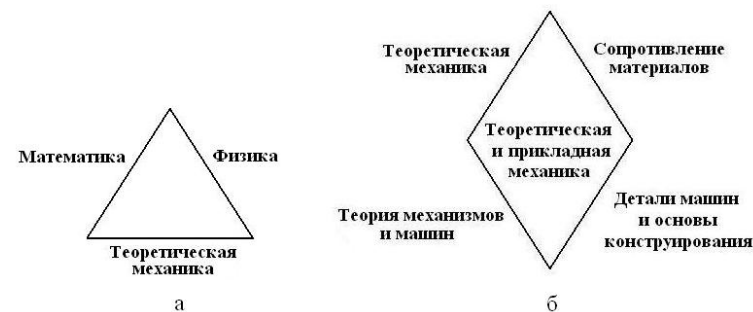 Математика
Физика
Теоретическая
механика
а
Теоретическая
механика
Сопротивление
материалов
Теоретическая
и прикладная
механика
Теория механизмов
и машин
Детали машин
и основы
конструирования
б